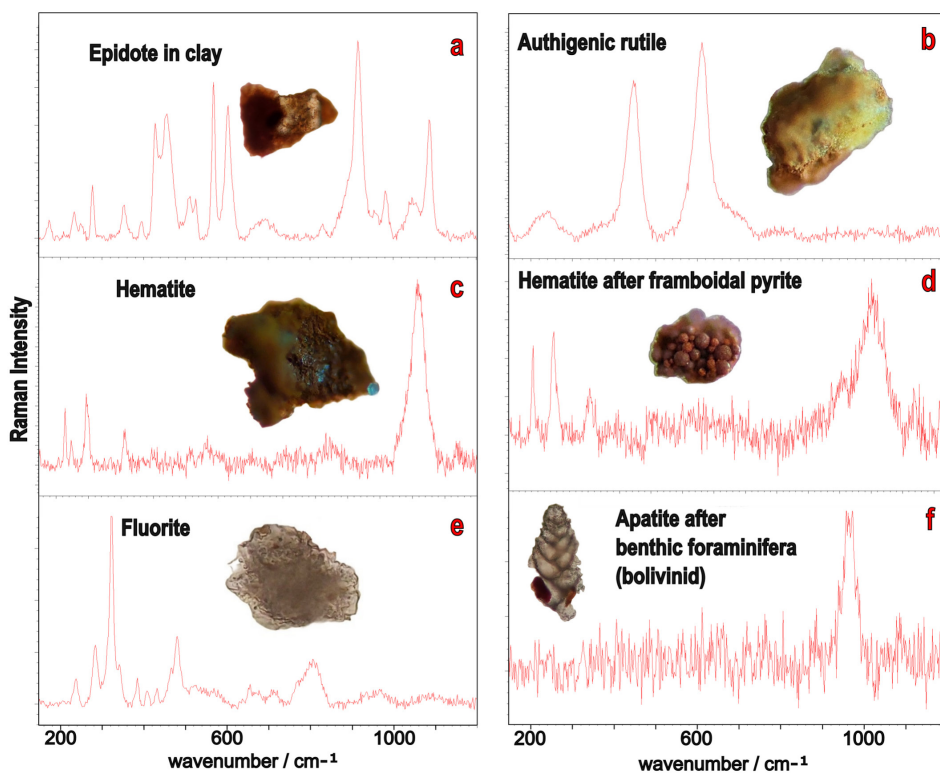 Epidote in clay
a
Authigenic rutile
b
Hematite
c
Hematite after framboidal pyrite
d
Fluorite
e
Apatite after
benthic foraminifera
(bolivinid)
f
Raman Intensity
200 600 1000
wavenumber / cm⁻¹
200 600 1000
wavenumber / cm⁻¹